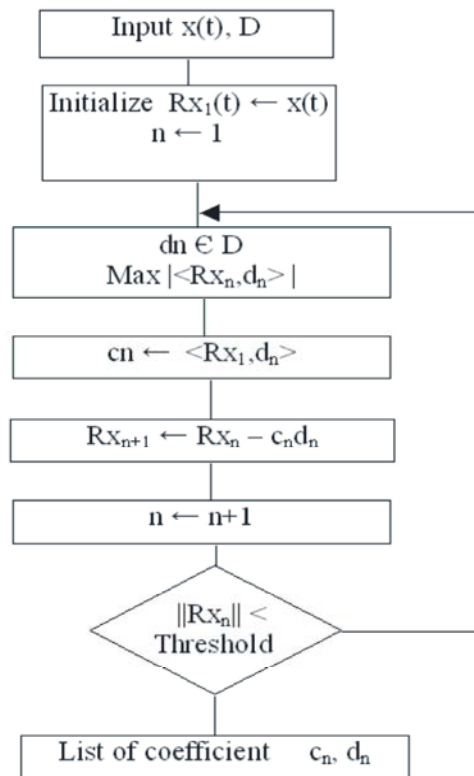 Input x(t), D
Initialize Rx₁(t) ← x(t)
n ← 1
dn Є D
Max |<Rxₙ,dₙ>|
cn ← <Rx₁,dₙ>
Rxₙ₊₁ ← Rxₙ – cₙdₙ
n ← n+1
||Rxₙ|| <
Threshold
List of coefficient cₙ, dₙ